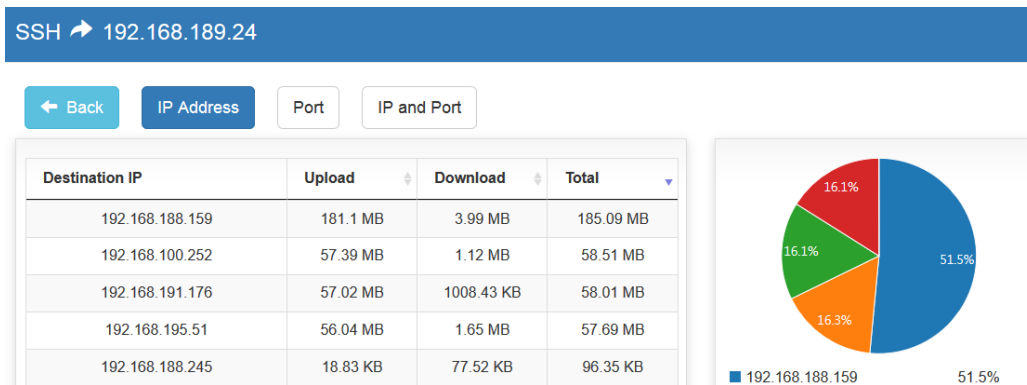 SSH 192.168.189.24
Back IP Address Port IP and Port
Destination IP Upload Download Total
192.168.188.159 181.1 MB 3.99 MB 185.09 MB
192.168.100.252 57.39 MB 1.12 MB 58.51 MB
192.168.191.176 57.02 MB 1008.43 KB 58.01 MB
192.168.195.51 56.04 MB 1.65 MB 57.69 MB
192.168.188.245 18.83 KB 77.52 KB 96.35 KB
16.1%
16.1%
51.5%
16.3%
192.168.188.159 51.5%